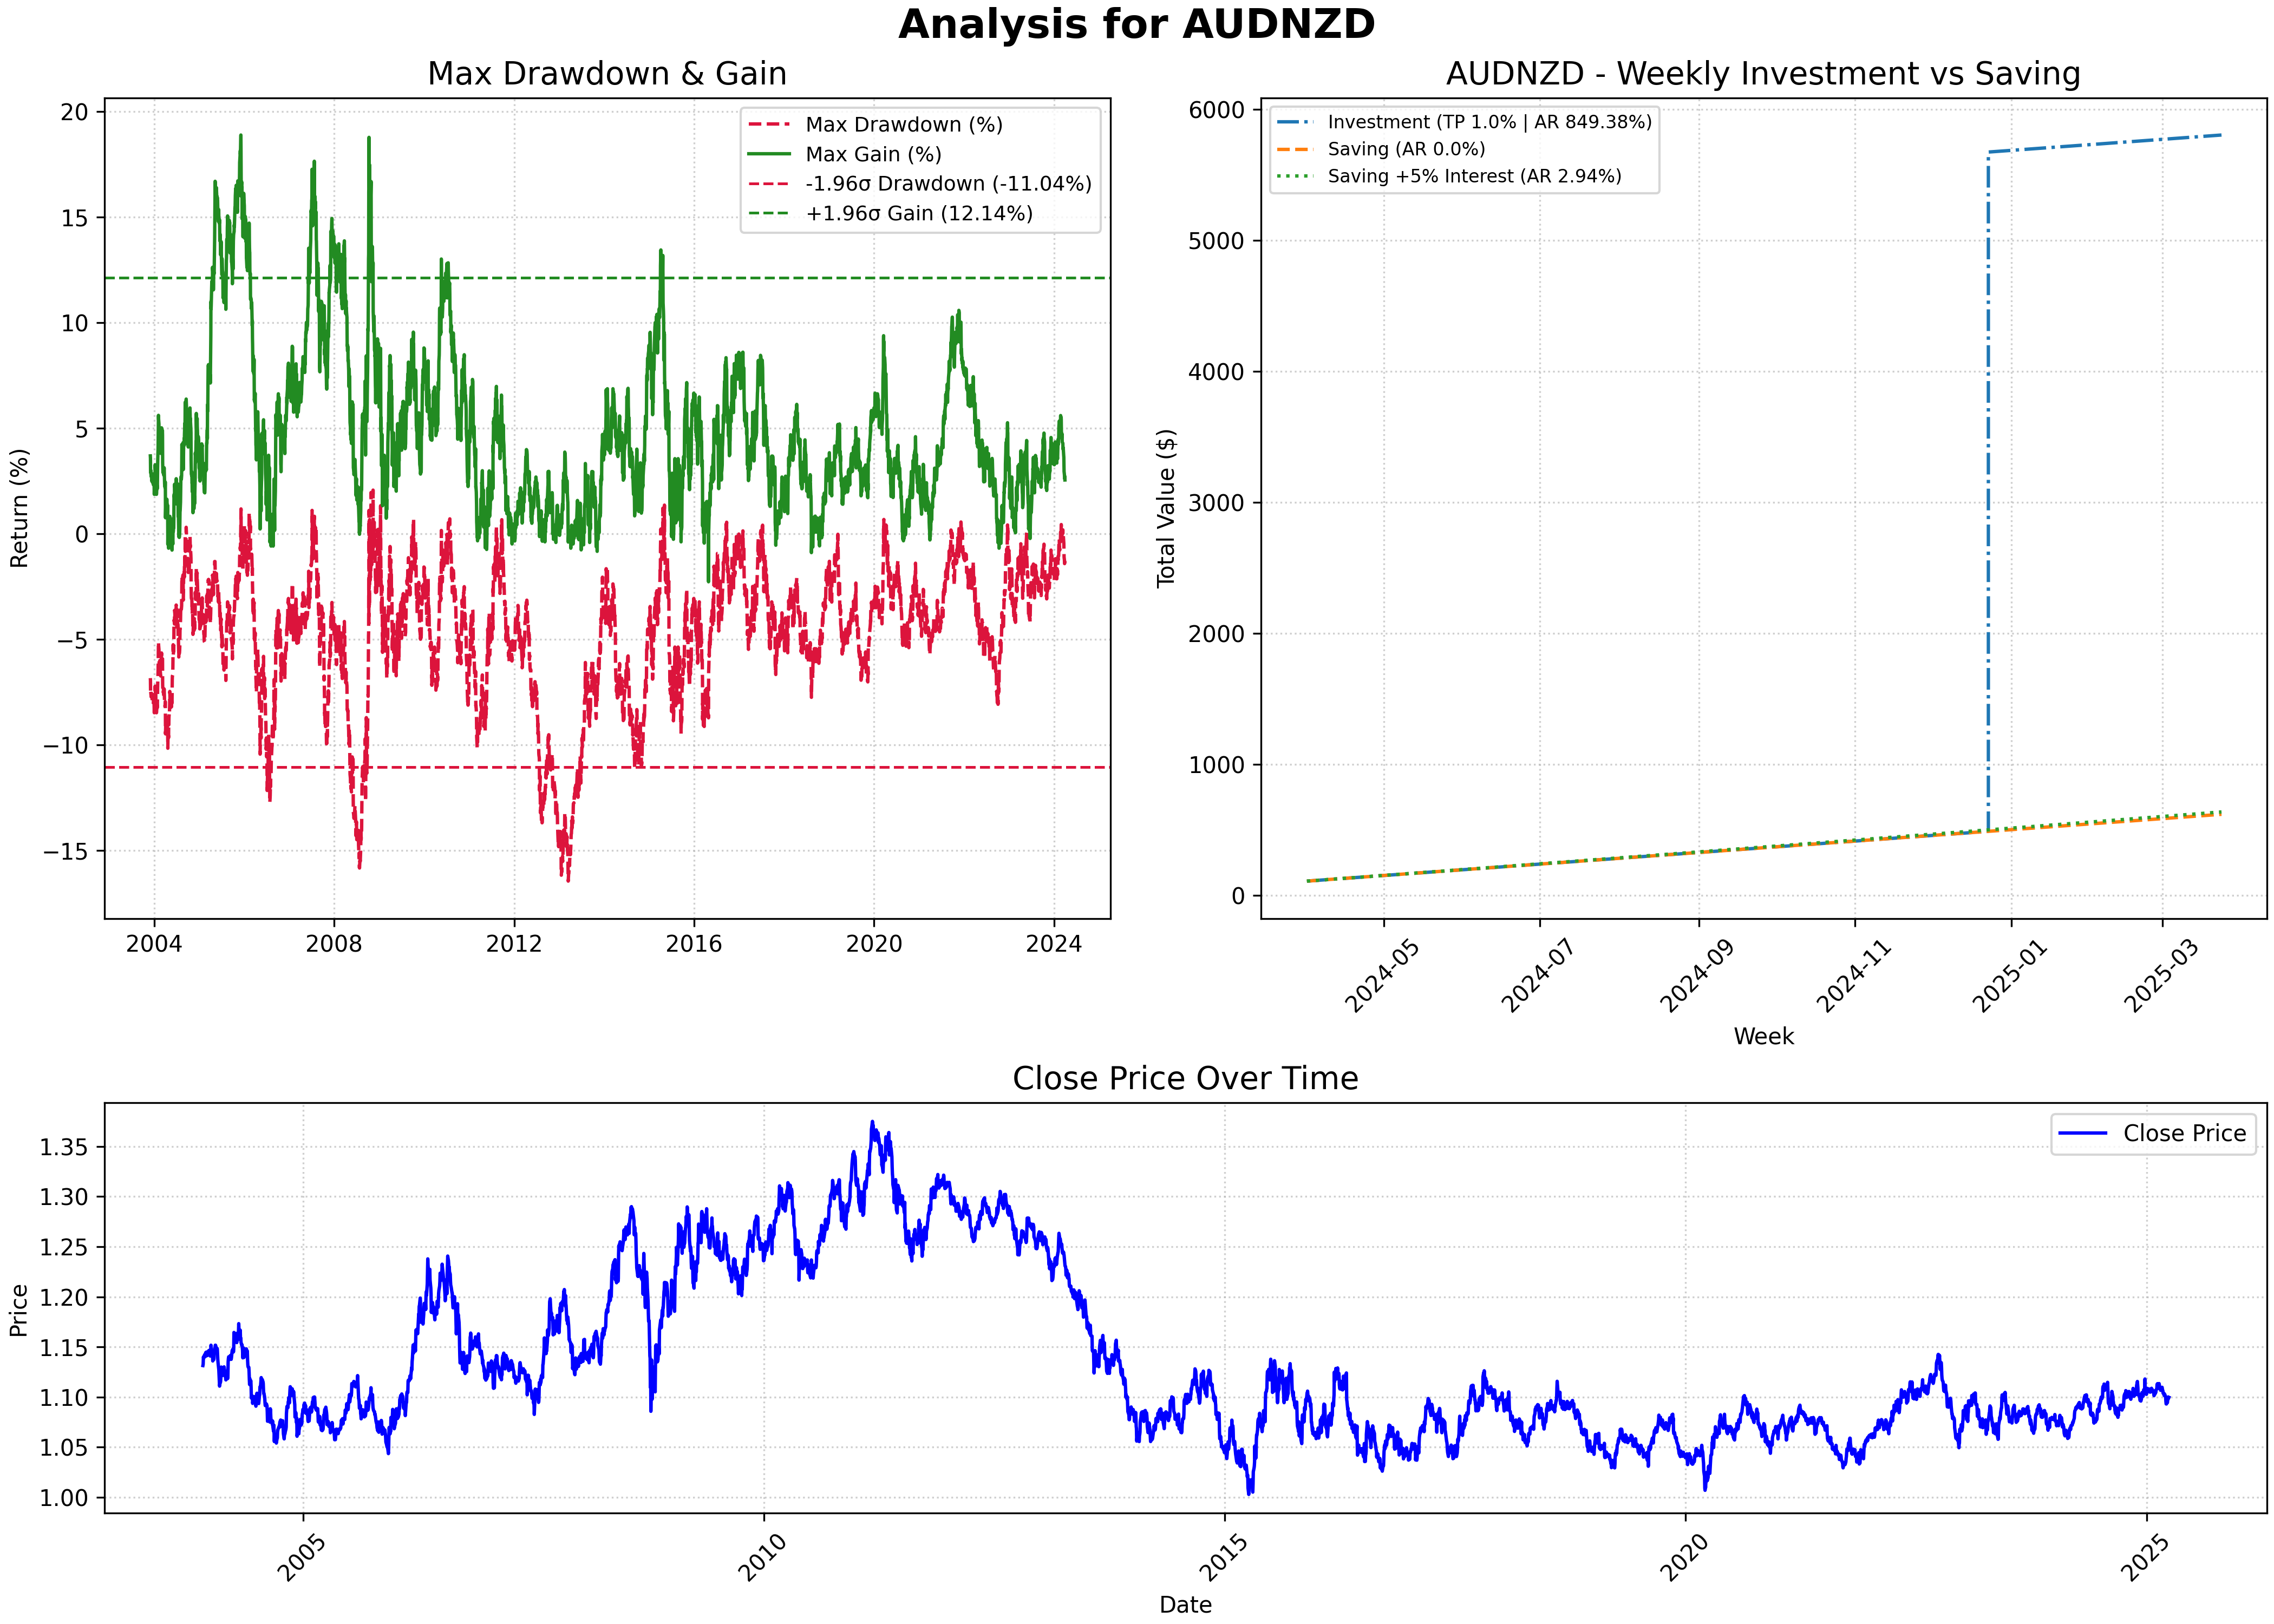 Analysis for AUDNZD
Max Drawdown & Gain
Return (%)
20
15
10
5
0
−5
−10
−15
Max Drawdown (%)
Max Gain (%)
-1.96σ Drawdown (-11.04%)
+1.96σ Gain (12.14%)
2004
2008
2012
2016
2020
2024
AUDNZD - Weekly Investment vs Saving
Total Value ($)
6000
5000
4000
3000
2000
1000
0
Investment (TP 1.0% | AR 849.38%)
Saving (AR 0.0%)
Saving +5% Interest (AR 2.94%)
2024-05
2024-07
2024-09
2024-11
2025-01
2025-03
Week
Close Price Over Time
Price
1.35
1.30
1.25
1.20
1.15
1.10
1.05
1.00
Close Price
2005
2010
2015
2020
2025
Date